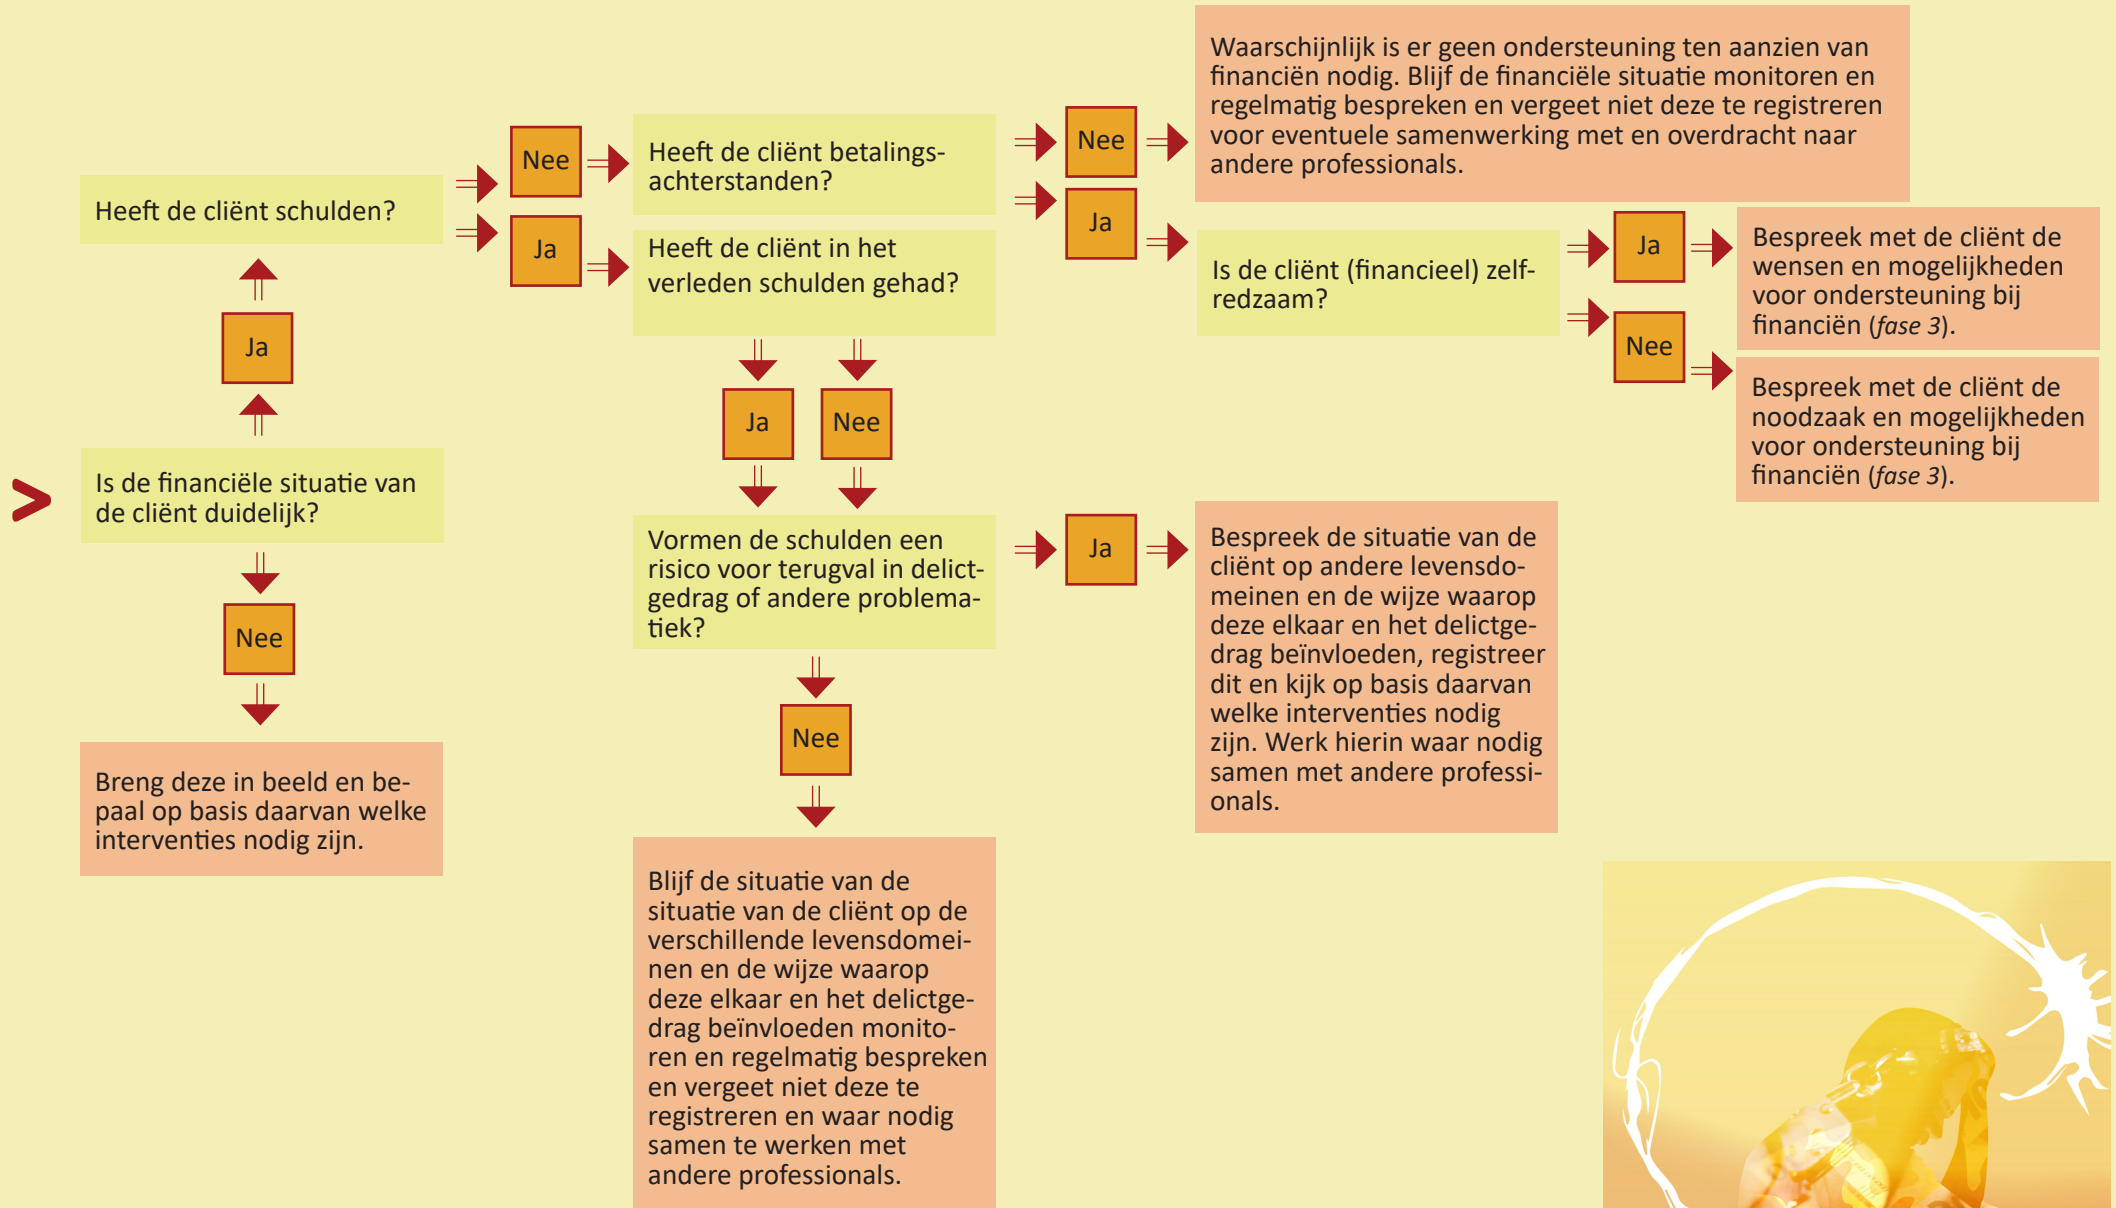 >
Is de financiële situatie van
de cliënt duidelijk?
Ja
Heeft de cliënt schulden?
Nee
Breng deze in beeld en be-
paal op basis daarvan welke
interventies nodig zijn.
Nee
Heeft de cliënt betalings-
achterstanden?
Ja
Heeft de cliënt in het
verleden schulden gehad?
Nee
Waarschijnlijk is er geen ondersteuning ten aanzien van
financiën nodig. Blijf de financiële situatie monitoren en
regelmatig bespreken en vergeet niet deze te registreren
voor eventuele samenwerking met en overdracht naar
andere professionals.
Ja
Is de cliënt (financieel) zelf-
redzaam?
Ja
Bespreek met de cliënt de
wensen en mogelijkheden
voor ondersteuning bij
financiën (fase 3).
Nee
Bespreek met de cliënt de
noodzaak en mogelijkheden
voor ondersteuning bij
financiën (fase 3).
Ja
Nee
Vormen de schulden een
risico voor terugval in delict-
gedrag of andere problema-
tiek?
Ja
Bespreek de situatie van de
cliënt op andere levensdo-
meinen en de wijze waarop
deze elkaar en het delictge-
drag beïnvloeden, registreer
dit en kijk op basis daarvan
welke interventies nodig
zijn. Werk hierin waar nodig
samen met andere professi-
onals.
Nee
Blijf de situatie van de
situatie van de cliënt op de
verschillende levensdomei-
nen en de wijze waarop
deze elkaar en het delictge-
drag beïnvloeden monito-
ren en regelmatig bespreken
en vergeet niet deze te
registreren en waar nodig
samen te werken met
andere professionals.